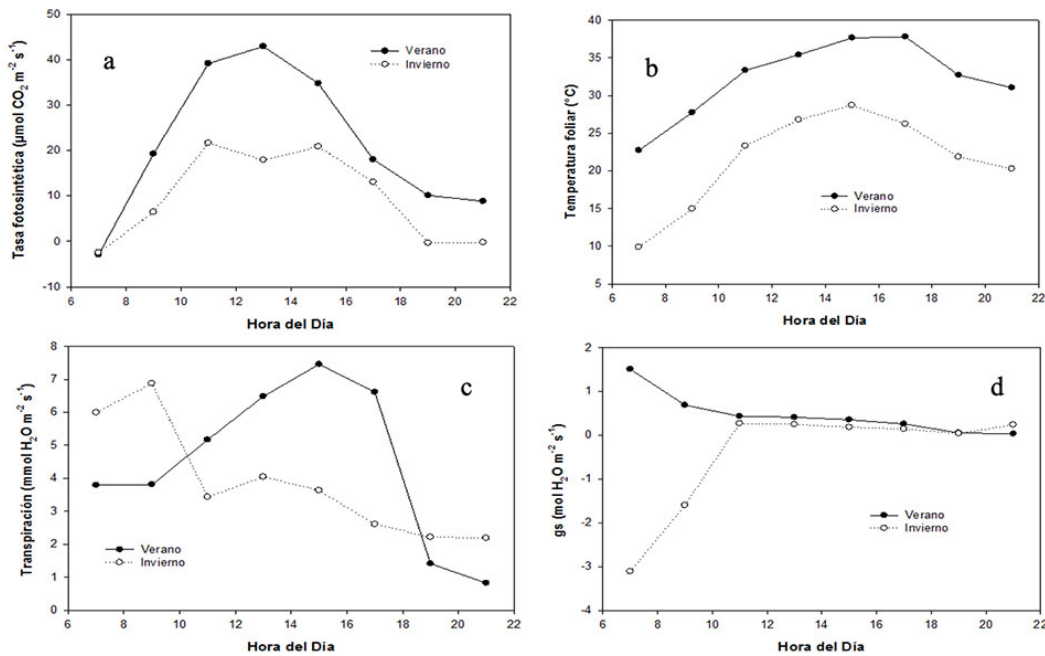 a
Tasa fotosintética (µmol CO₂ m⁻² s⁻¹)
50
40
30
20
10
0
-10
Verano
Invierno
6 8 10 12 14 16 18 20 22
Hora del Día
b
Temperatura foliar (°C)
40
35
30
25
20
15
10
5
Verano
Invierno
6 8 10 12 14 16 18 20 22
Hora del Día
c
Transpiración (mmol H₂O m⁻² s⁻¹)
8
7
6
5
4
3
2
1
0
Verano
Invierno
6 8 10 12 14 16 18 20 22
Hora del Día
d
gs (mol H₂O m⁻² s⁻¹)
2
1
0
-1
-2
-3
-4
Verano
Invierno
6 8 10 12 14 16 18 20 22
Hora del Día